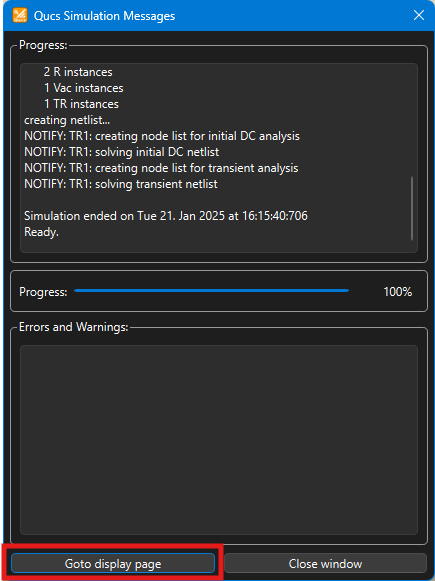 Qucs Simulation Messages
Progress:
2 R instances
1 Vac instances
1 TR instances
creating netlist...
NOTIFY: TR1: creating node list for initial DC analysis
NOTIFY: TR1: solving initial DC netlist
NOTIFY: TR1: creating node list for transient analysis
NOTIFY: TR1: solving transient netlist
Simulation ended on Tue 21. Jan 2025 at 16:15:40:706
Ready.
Progress: 100%
Errors and Warnings:
Goto display page Close window